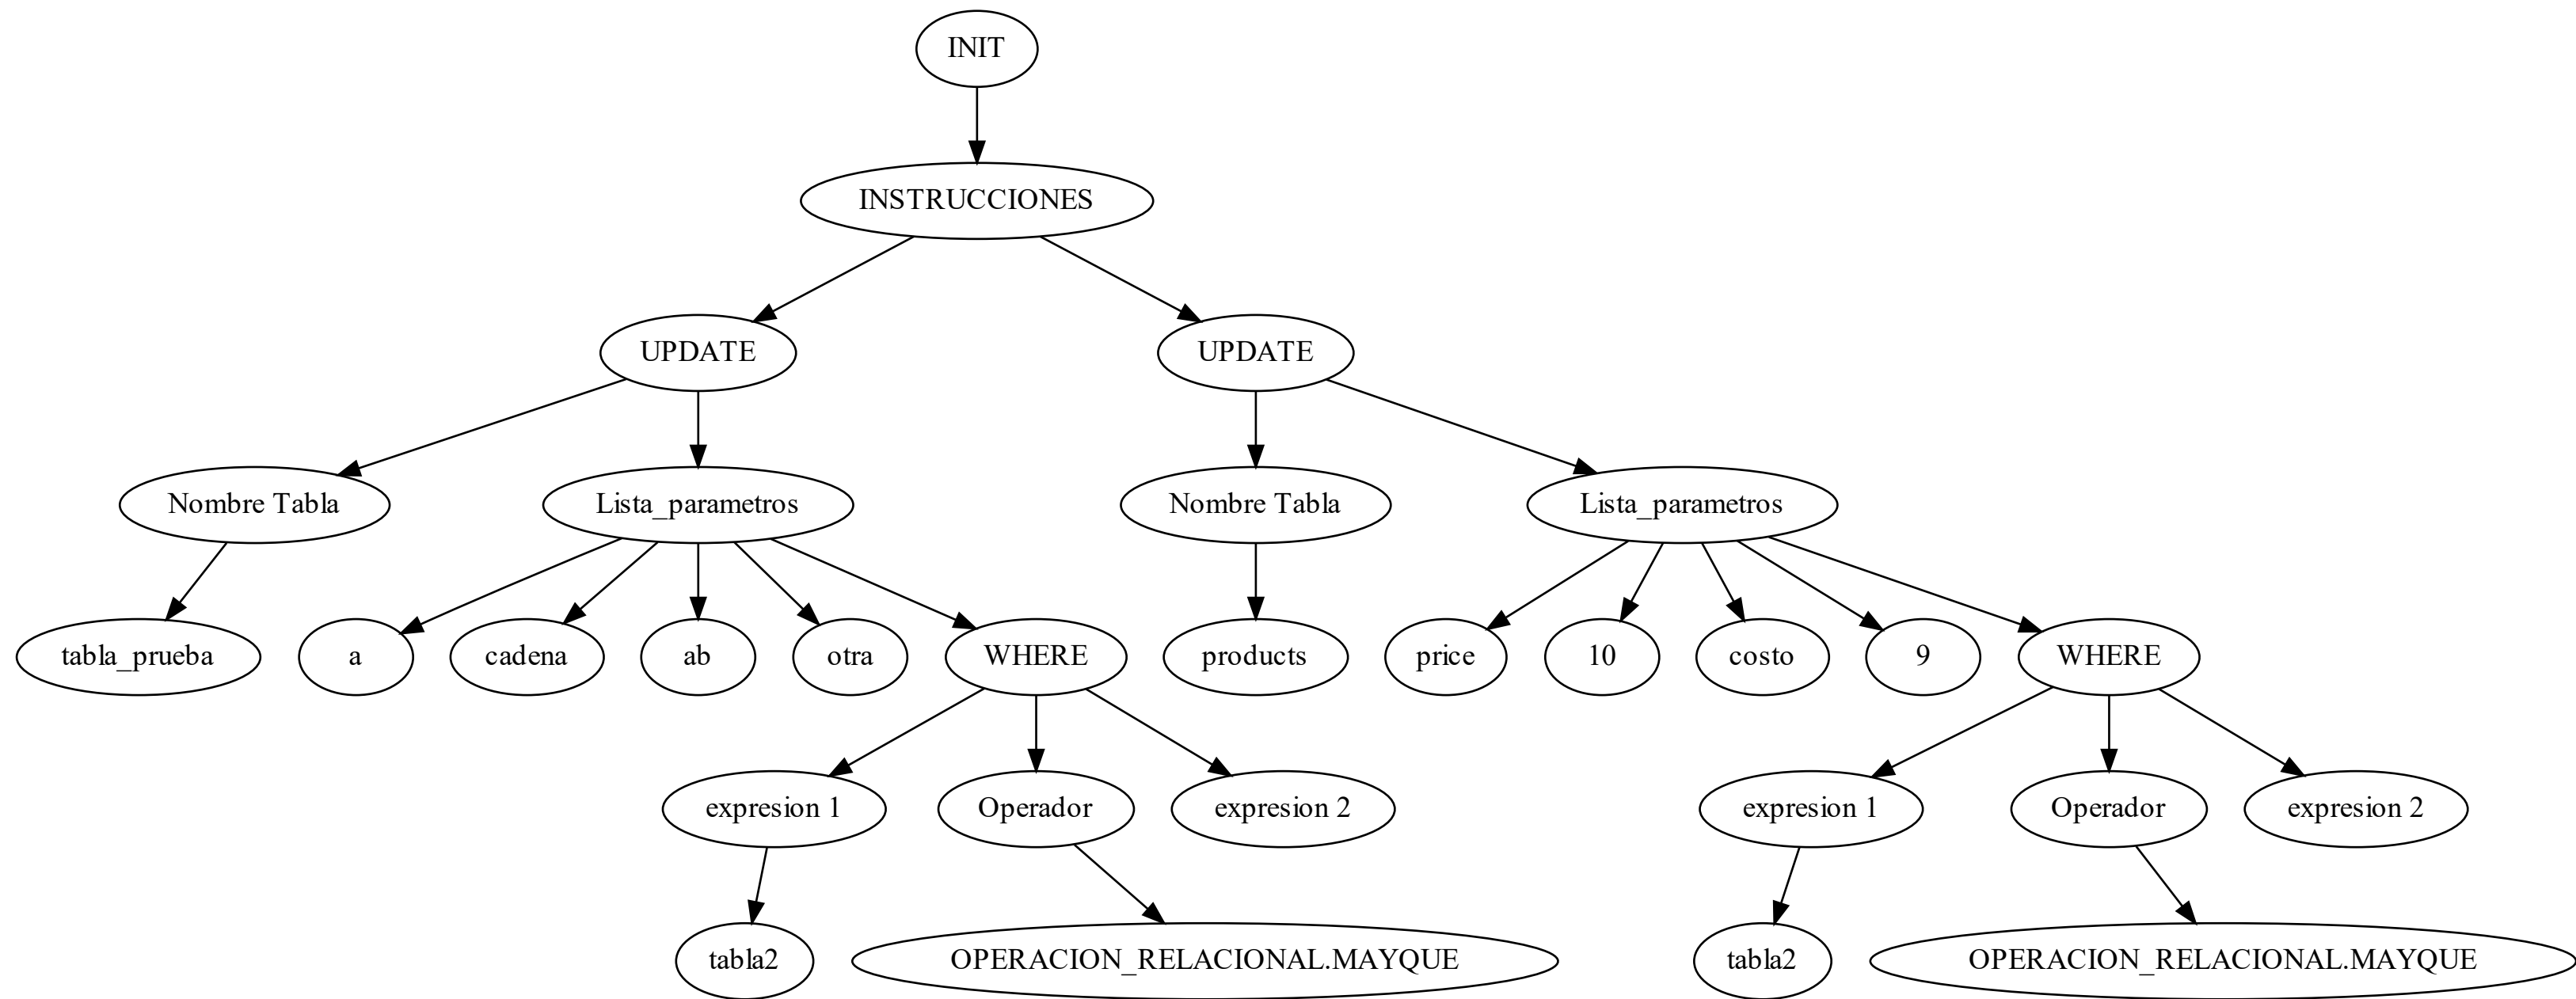 INIT
INSTRUCCIONES
UPDATE
UPDATE
Nombre Tabla
Lista_parametros
Nombre Tabla
Lista_parametros
tabla_prueba
a
cadena
ab
otra
WHERE
products
price
10
costo
9
WHERE
expresion 1
Operador
expresion 2
expresion 1
Operador
expresion 2
tabla2
OPERACION_RELACIONAL.MAYQUE
tabla2
OPERACION_RELACIONAL.MAYQUE